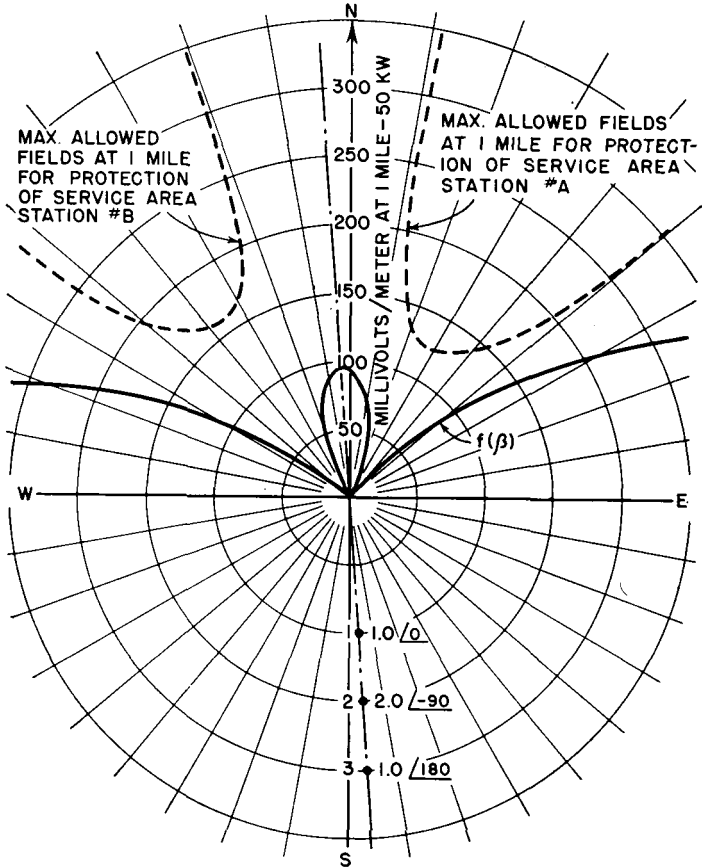 N
300
250
200
150
100
50
MILLIVOLTS/METER AT 1 MILE-50 KW
MAX. ALLOWED
FIELDS AT 1 MILE
FOR PROTECTION
OF SERVICE AREA
STATION #B
MAX. ALLOWED FIELDS
AT 1 MILE FOR PROTECT-
ION OF SERVICE AREA
STATION #A
f(β)
W
E
1 1.0 /0
2 2.0 /-90
3 1.0 /180
S